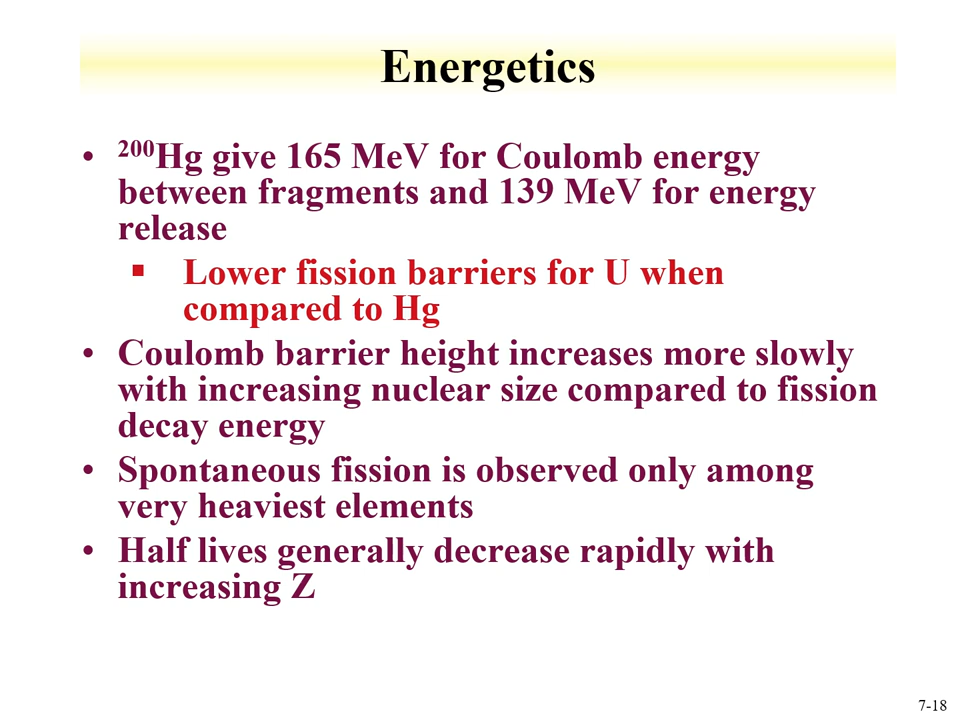 Energetics
• ²⁰⁰Hg give 165 MeV for Coulomb energy
between fragments and 139 MeV for energy
release
▪ Lower fission barriers for U when
compared to Hg
• Coulomb barrier height increases more slowly
with increasing nuclear size compared to fission
decay energy
• Spontaneous fission is observed only among
very heaviest elements
• Half lives generally decrease rapidly with
increasing Z
7-18